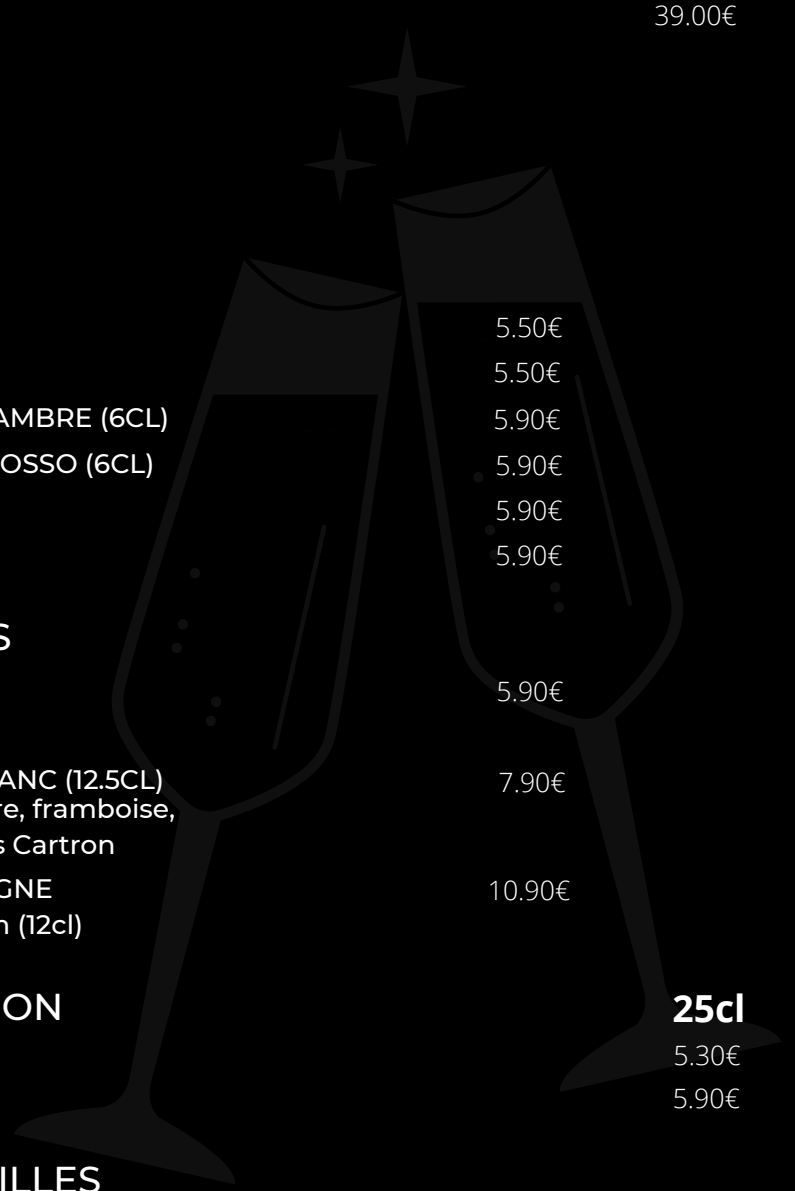 39.00€
5.50€
5.50€
AMBRE (6CL) 5.90€
OSSO (6CL) 5.90€
5.90€
5.90€
S
5.90€
ANC (12.5CL) 7.90€
re, framboise,
s Cartron
GNE 10.90€
n (12cl)
ON 25cl
5.30€
5.90€
ILLES